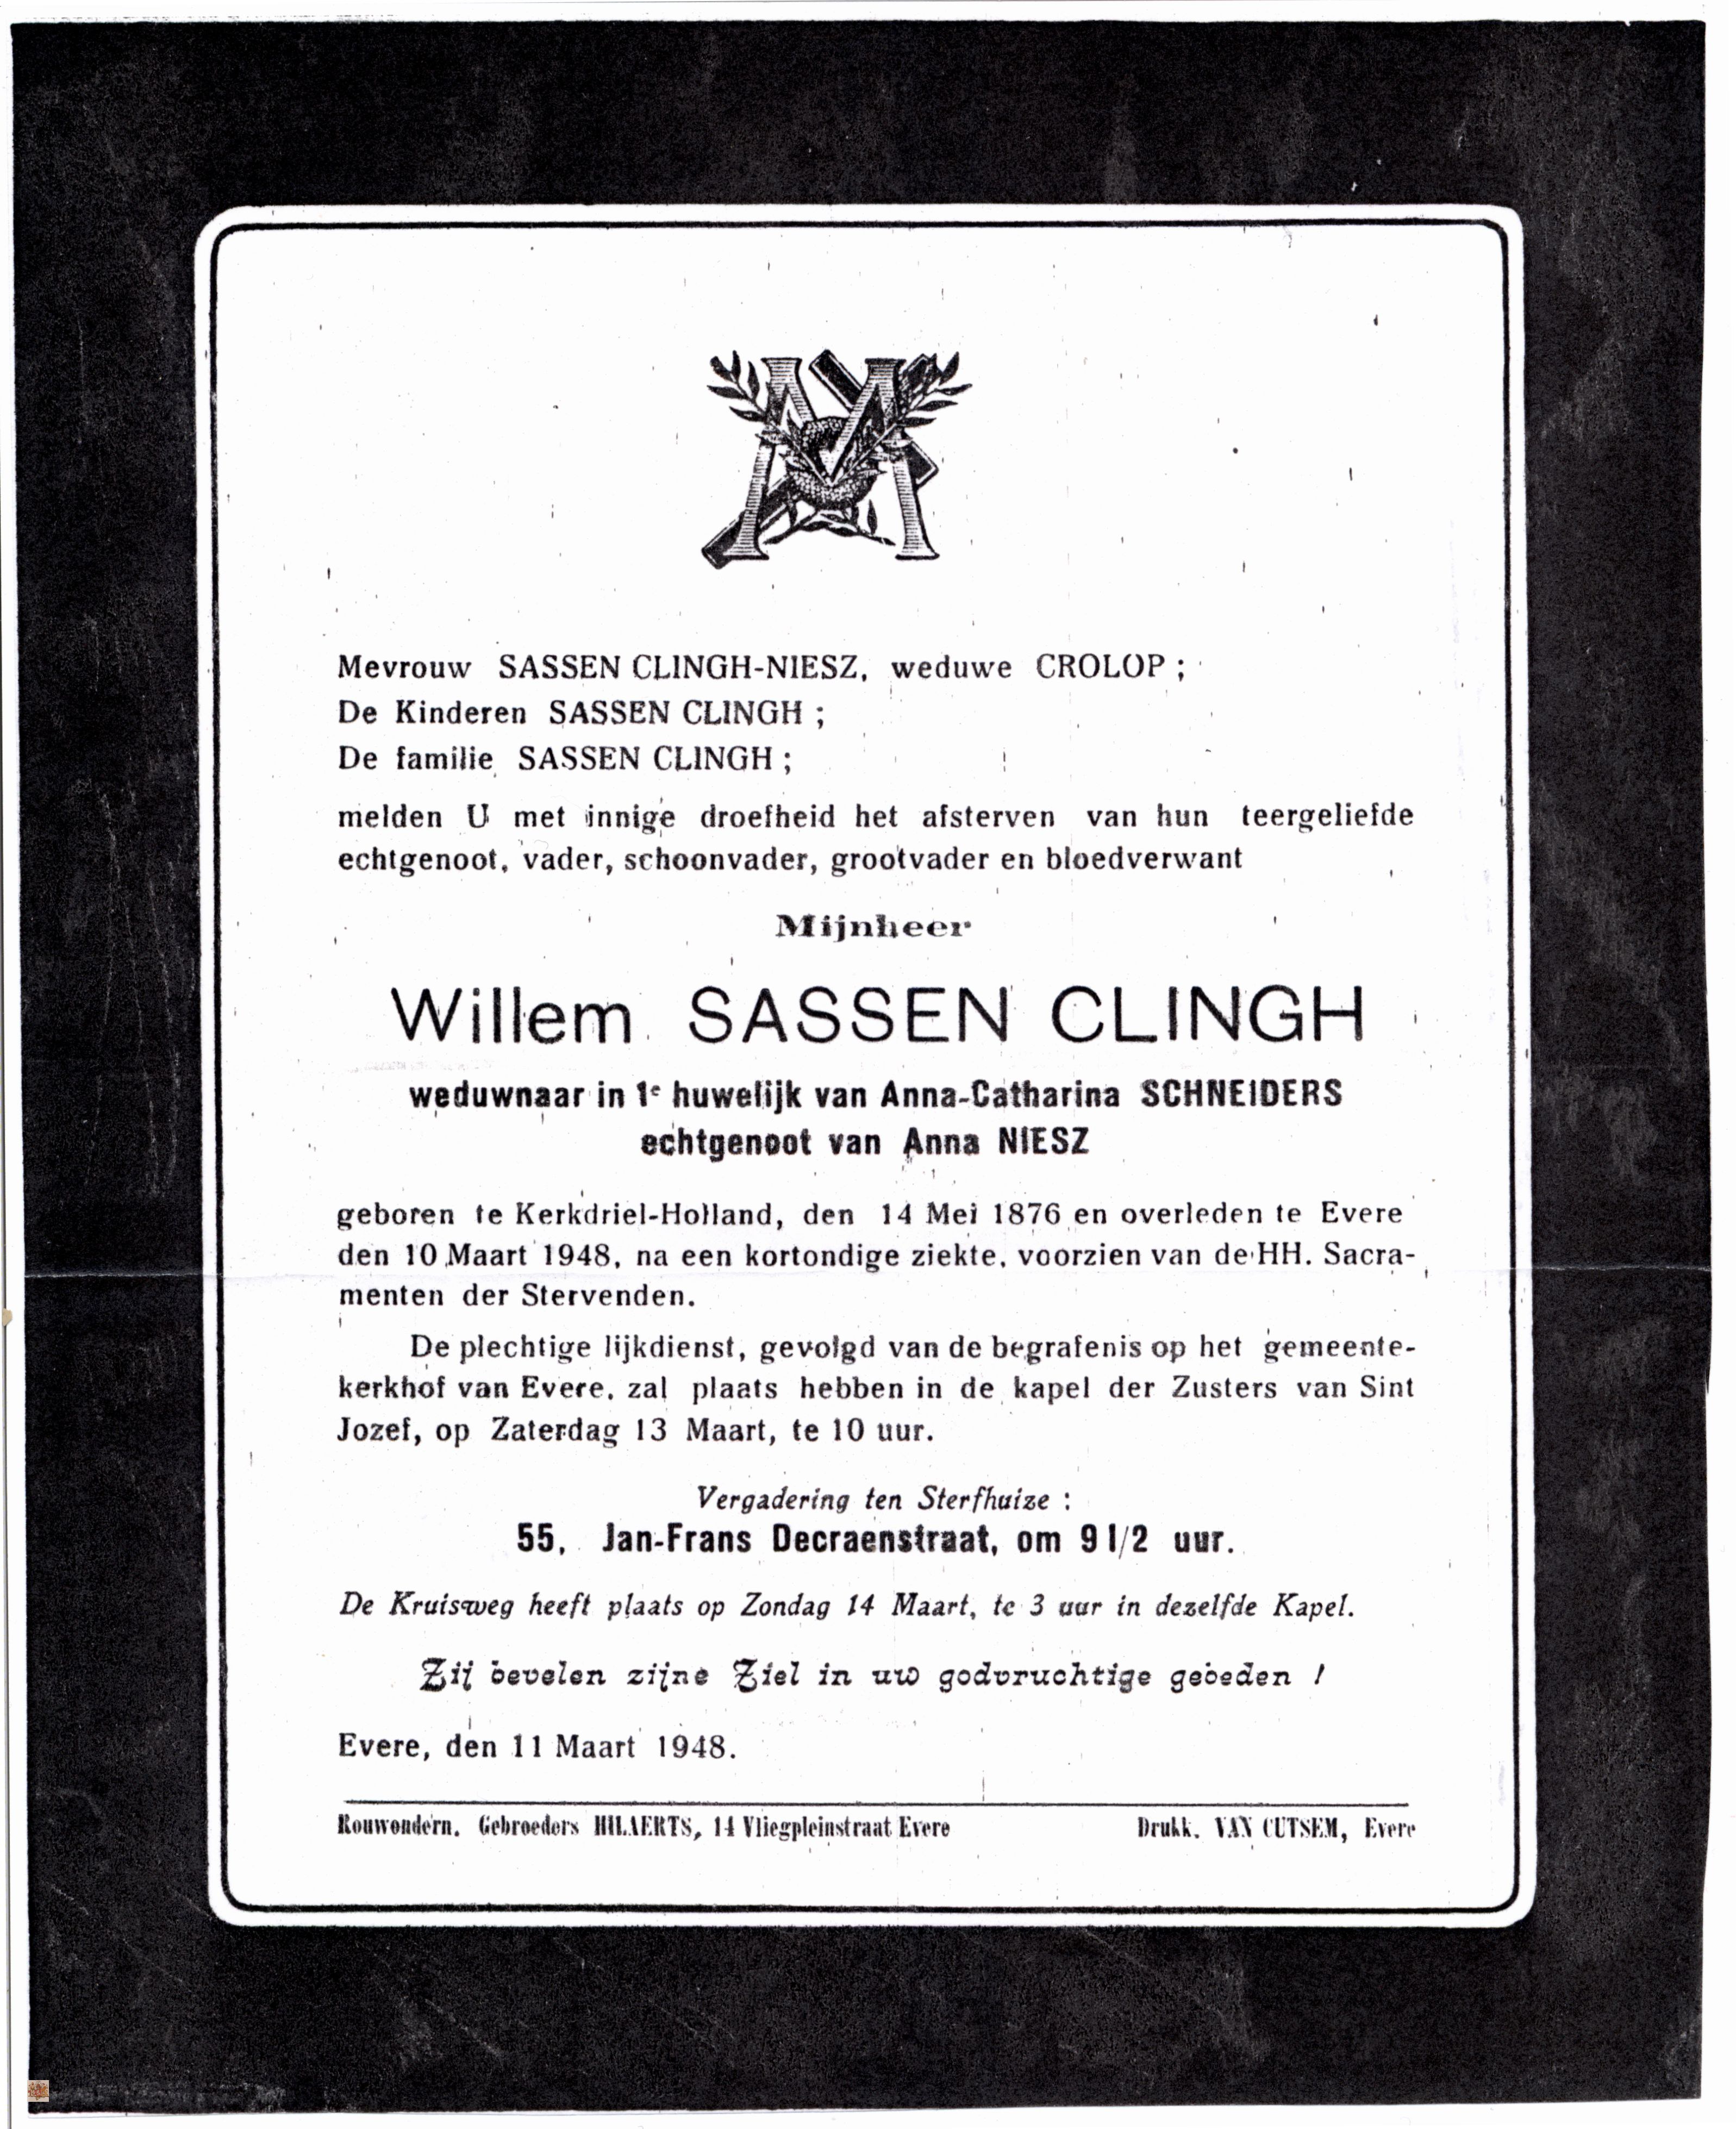 M
Mevrouw SASSEN CLINGH-NIESZ, weduwe CROLOP ;
De Kinderen SASSEN CLINGH ;
De familie SASSEN CLINGH ;
melden U met innige droefheid het afsterven van hun teergeliefde
echtgenoot, vader, schoonvader, grootvader en bloedverwant
Mijnheer
Willem SASSEN CLINGH
weduwnaar in 1e huwelijk van Anna-Catharina SCHNEIDERS
echtgenoot van Anna NIESZ
geboren te Kerkdriel-Holland, den 14 Mei 1876 en overleden te Evere
den 10 Maart 1948, na een kortondige ziekte, voorzien van de HH. Sacra-
menten der Stervenden.
De plechtige lijkdienst, gevolgd van de begrafenis op het gemeente-
kerkhof van Evere, zal plaats hebben in de kapel der Zusters van Sint
Jozef, op Zaterdag 13 Maart, te 10 uur.
Vergadering ten Sterfhuize :
55, Jan-Frans Decraenstraat, om 9 1/2 uur.
De Kruisweg heeft plaats op Zondag 14 Maart, te 3 uur in dezelfde Kapel.
Zij bevelen zijne Ziel in uw godvruchtige gebeden !
Evere, den 11 Maart 1948.
Rouwondern. Gebroeders HILAERTS, 14 Vliegpleinstraat Evere Drukk. VAN CUTSEM, Evere